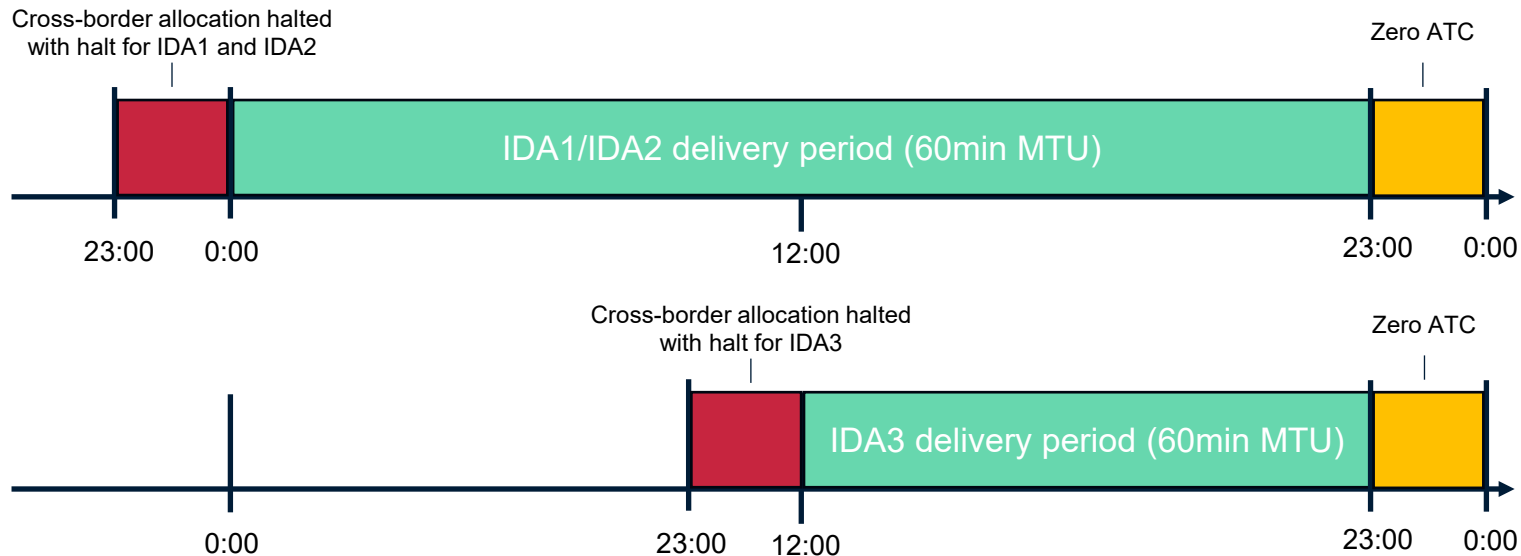 Cross-border allocation halted
with halt for IDA1 and IDA2
Zero ATC
IDA1/IDA2 delivery period (60min MTU)
23:00
0:00
12:00
23:00
0:00
Cross-border allocation halted
with halt for IDA3
Zero ATC
IDA3 delivery period (60min MTU)
0:00
23:00
12:00
23:00
0:00